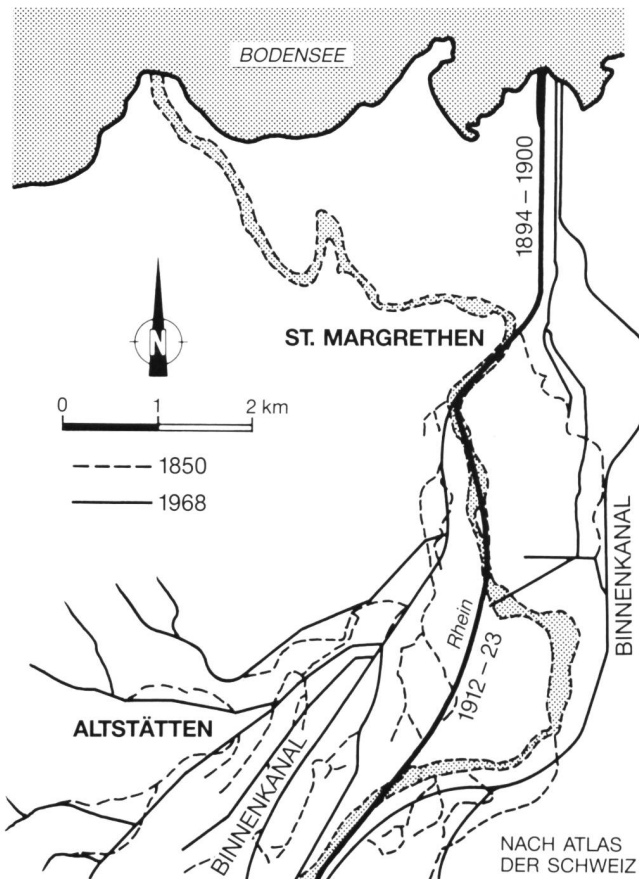 BODENSEE
1894 – 1900
ST. MARGRETHEN
N
0 1 2 km
1850
1968
BINNENKANAL
Rhein
1912 – 23
ALTSTÄTTEN
BINNENKANAL
NACH ATLAS
DER SCHWEIZ